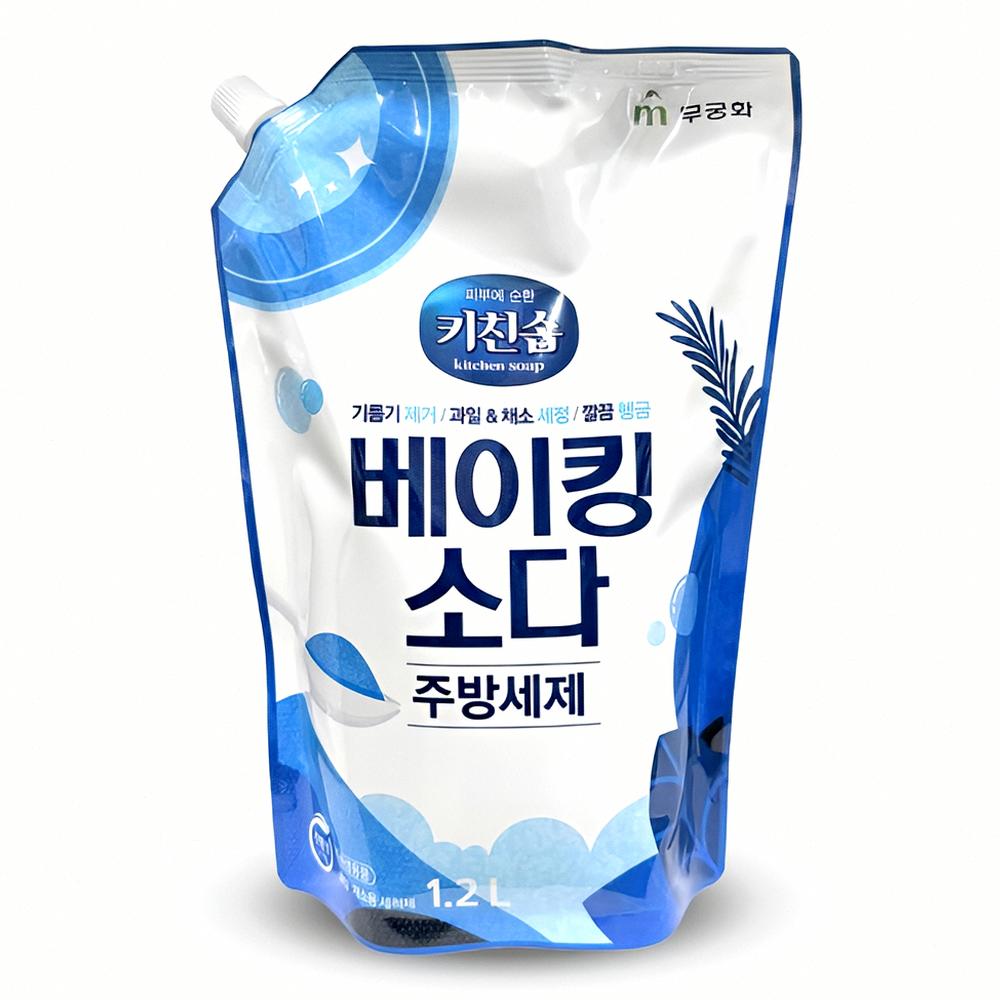 무궁화
피부에 순한
키친솝
kitchen soap
기름기 제거 / 과일 & 채소 세정 / 깔끔 헹굼
베이킹
소다
주방세제
1.2 L